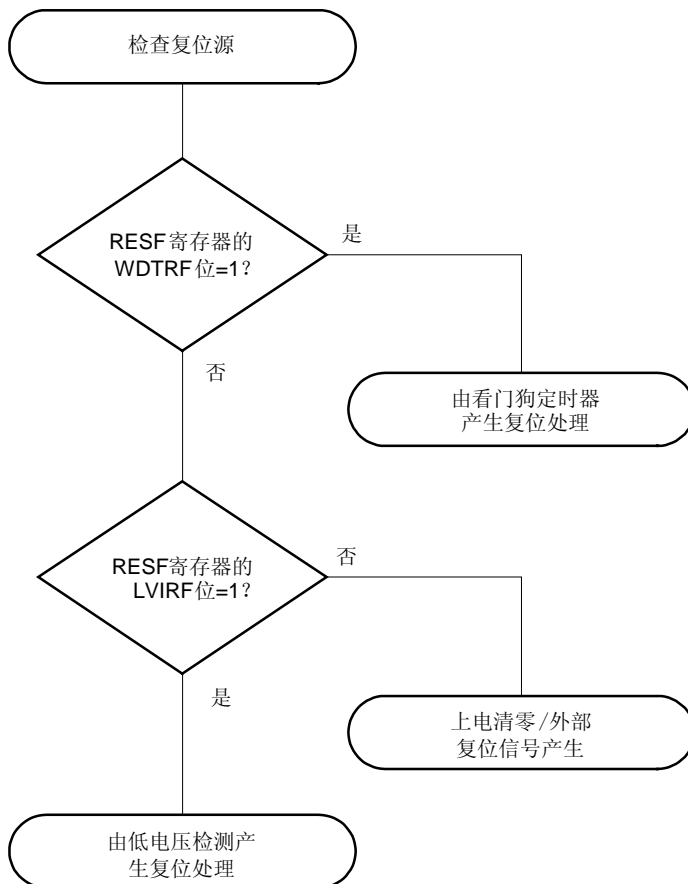 检查复位源
RESF寄存器的
WDTRF位=1?
是
否
由看门狗定时器
产生复位处理
RESF寄存器的
LVIRF位=1?
否
是
上电清零/外部
复位信号产生
由低电压检测产
生复位处理